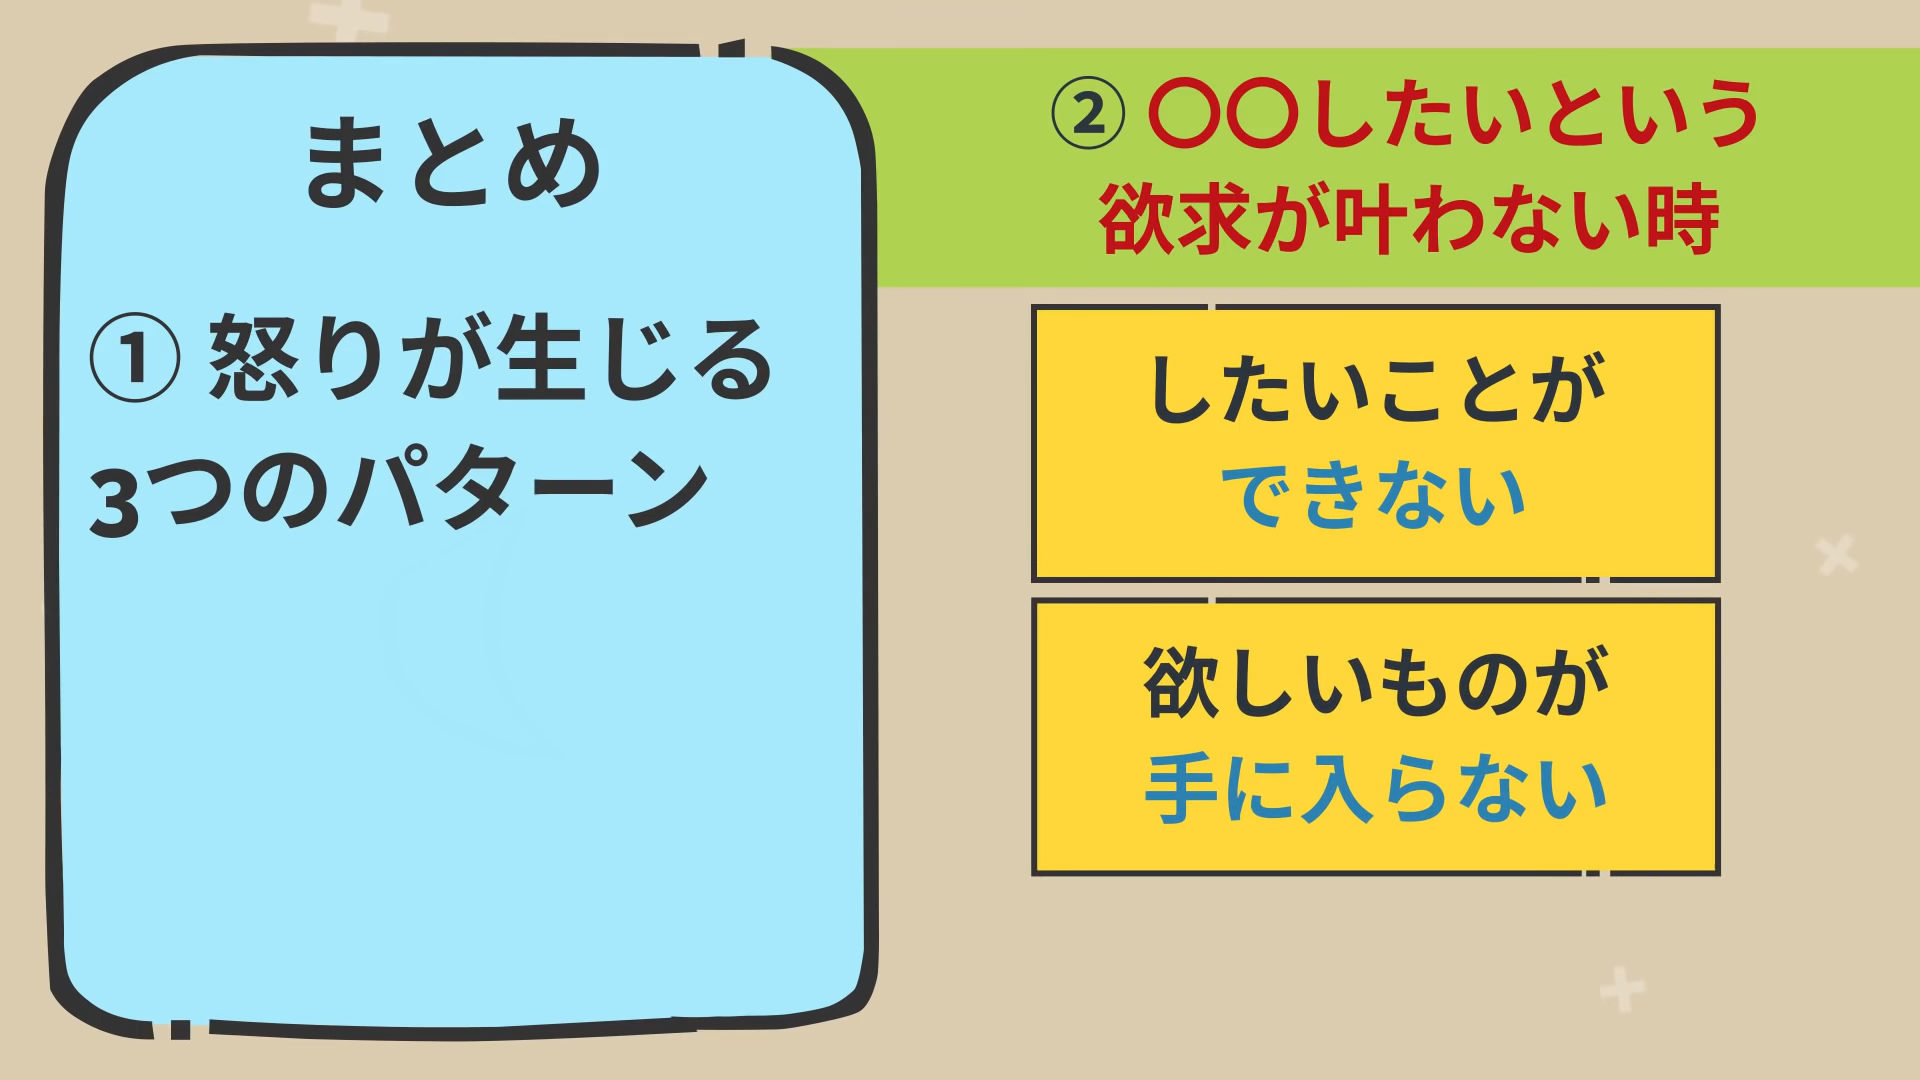 まとめ
① 怒りが生じる
3つのパターン
② 〇〇したいという
欲求が叶わない時
したいことが
できない
欲しいものが
手に入らない